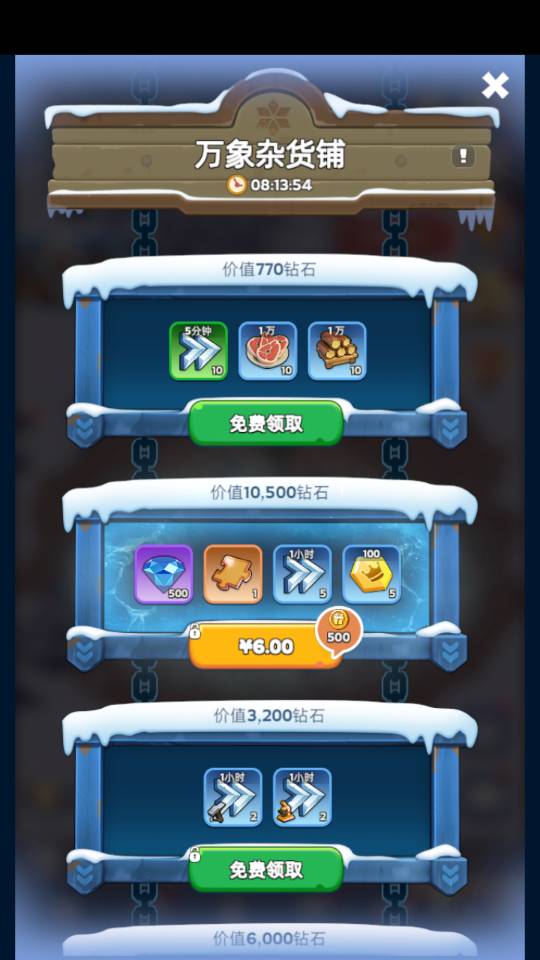 万象杂货铺
!
08:13:54
价值770钻石
5分钟
1万
1万
10
10
10
免费领取
价值10,500钻石
1小时
100
500
1
5
5
¥6.00
500
价值3,200钻石
1小时
1小时
2
2
免费领取
价值6,000钻石